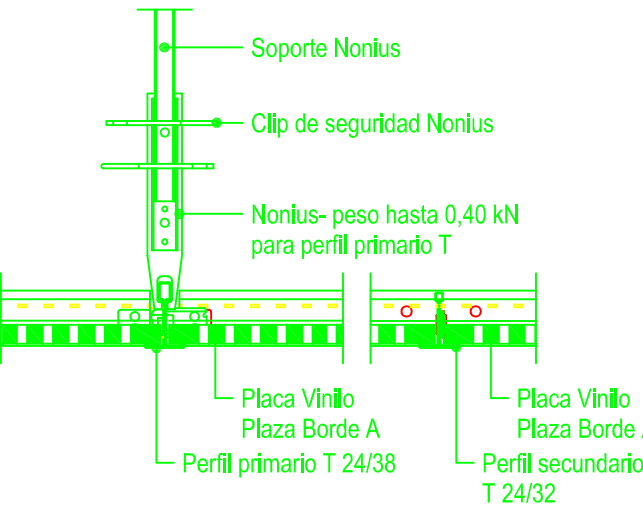 Soporte Nonius
Clip de seguridad Nonius
Nonius- peso hasta 0,40 kN
para perfil primario T
Placa Vinilo
Plaza Borde A
Perfil primario T 24/38
Placa Vinilo
Plaza Borde
Perfil secundario
T 24/32